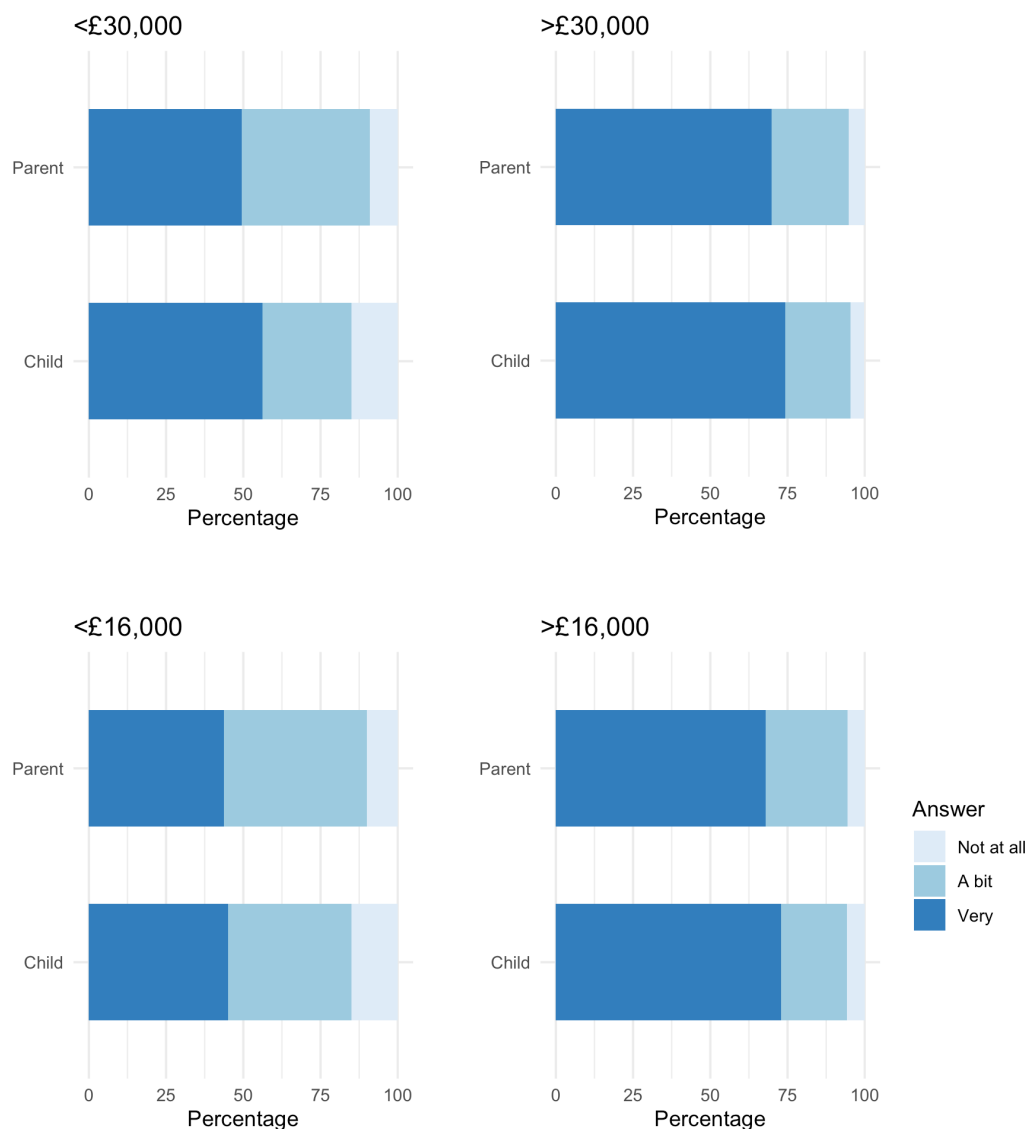 <£30,000
Parent
Child
0 25 50 75 100
Percentage
>£30,000
Parent
Child
0 25 50 75 100
Percentage
<£16,000
Parent
Child
0 25 50 75 100
Percentage
>£16,000
Parent
Child
0 25 50 75 100
Percentage
Answer
Not at all
A bit
Very